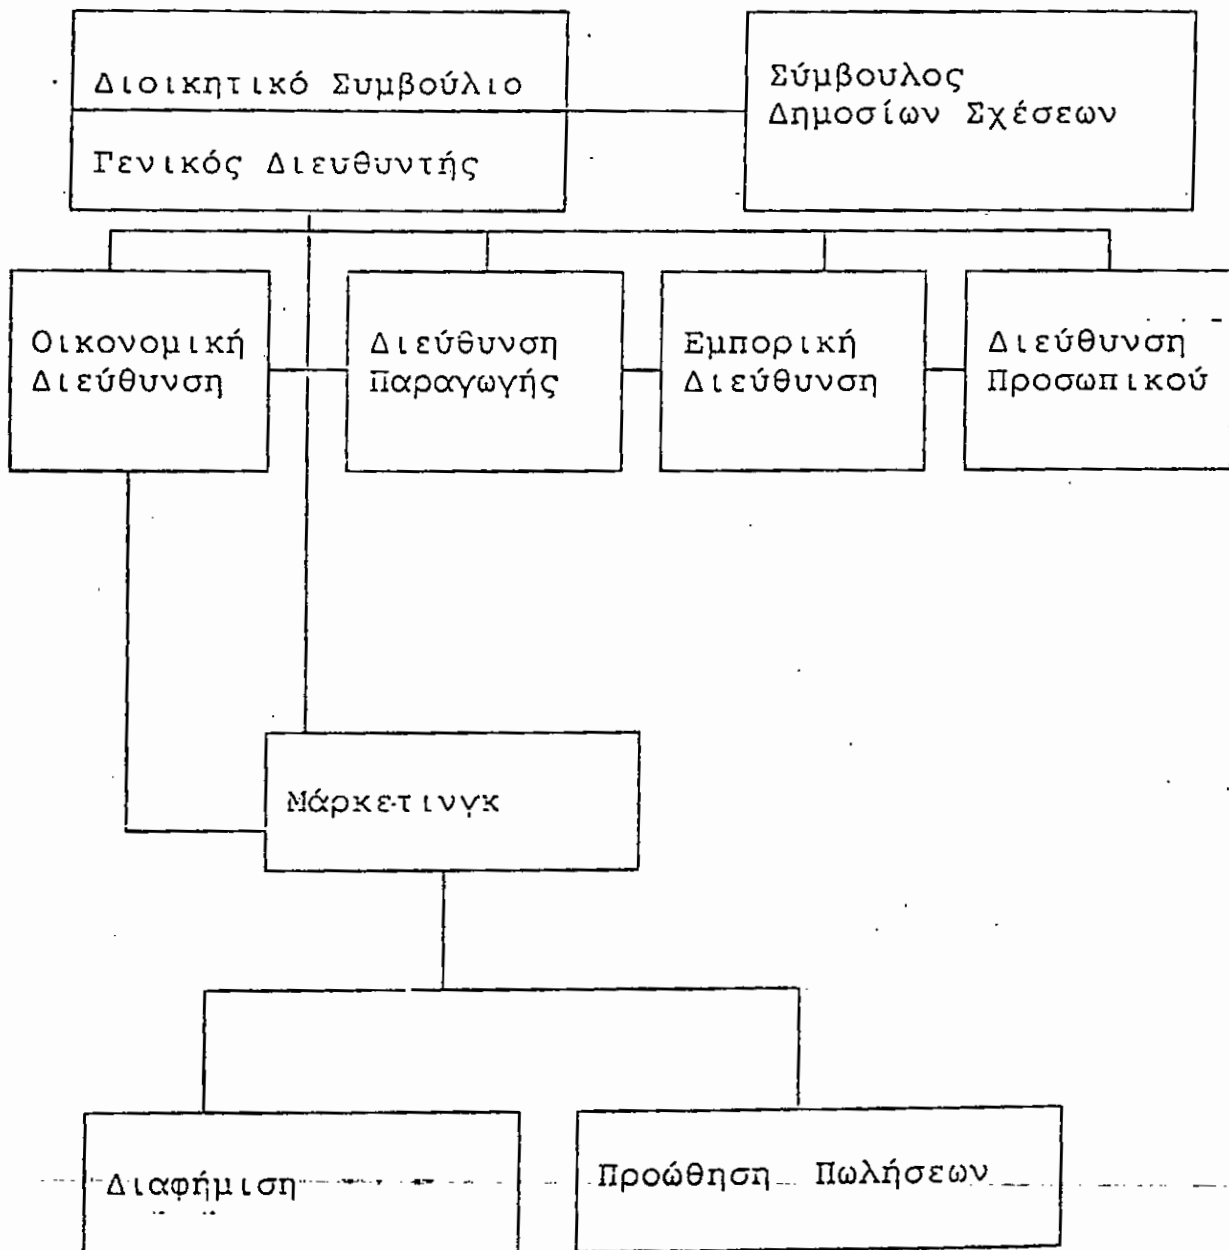 Διοικητικό Συμβούλιο
Γενικός Διευθυντής
Σύμβουλος
Δημοσίων Σχέσεων
Οικονομική
Διεύθυνση
Διεύθυνση
Παραγωγής
Εμπορική
Διεύθυνση
Διεύθυνση
Προσωπικού
Μάρκετινγκ
Διαφήμιση
Προώθηση Πωλήσεων